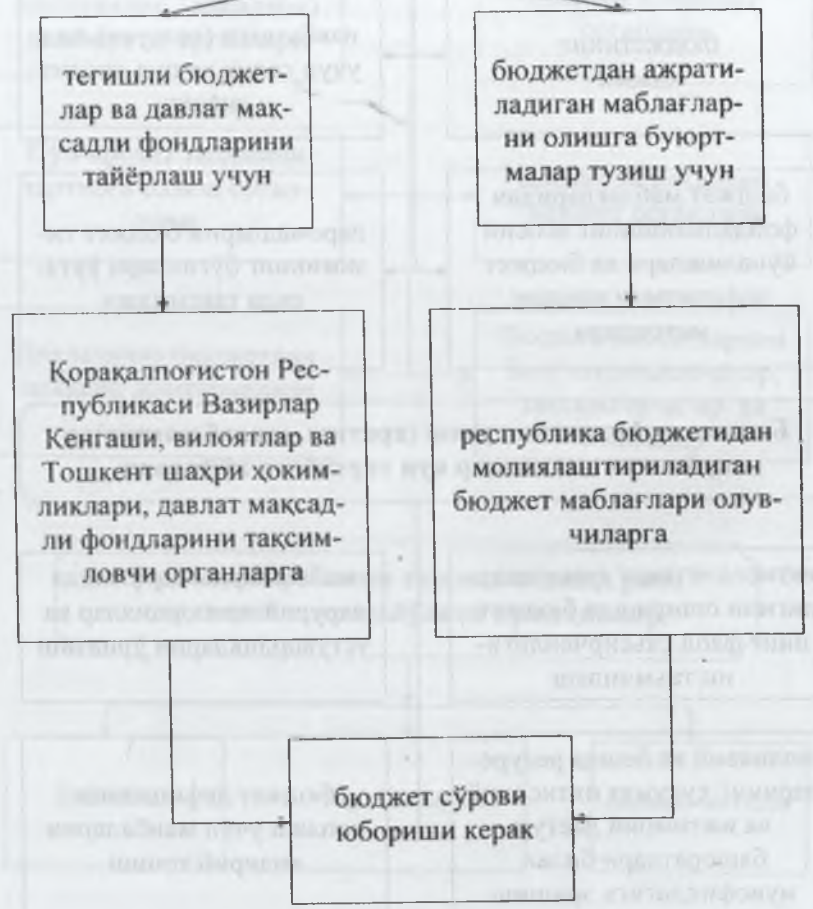 тегишли бюджет-
лар ва давлат мақ-
садли фондларини
тайёрлаш учун
бюджетдан ажрати-
ладиган маблағлар-
ни олишга буюрт-
малар тузиш учун
Қорақалпоғистон Рес-
публикаси Вазирлар
Кенгаши, вилоятлар ва
Тошкент шаҳри ҳоким-
ликлари, давлат мақсад-
ли фондларини тақсим-
ловчи органларга
республика бюджетидан
молиялаштириладиган
бюджет маблағлари олув-
чиларга
бюджет сўрови
юбориши керак